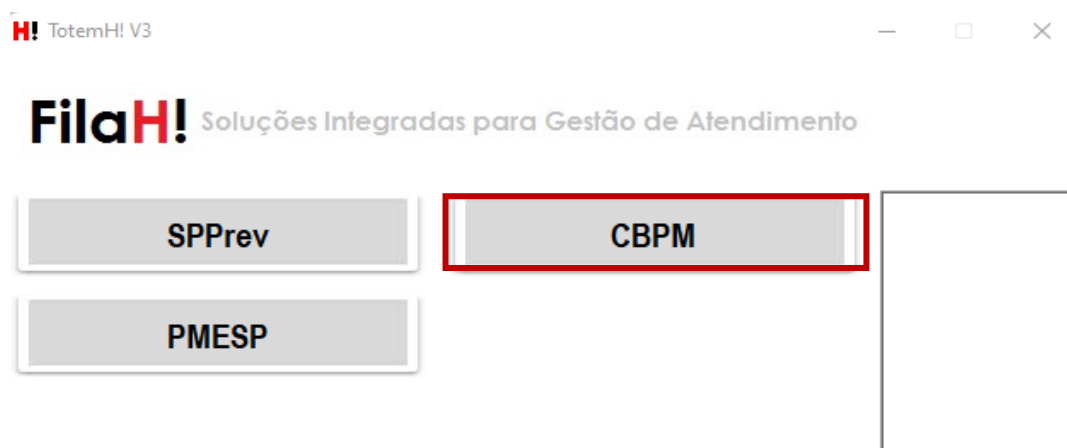 H! TotemH! V3
FilaH! Soluções Integradas para Gestão de Atendimento
SPPrev
CBPM
PMESP